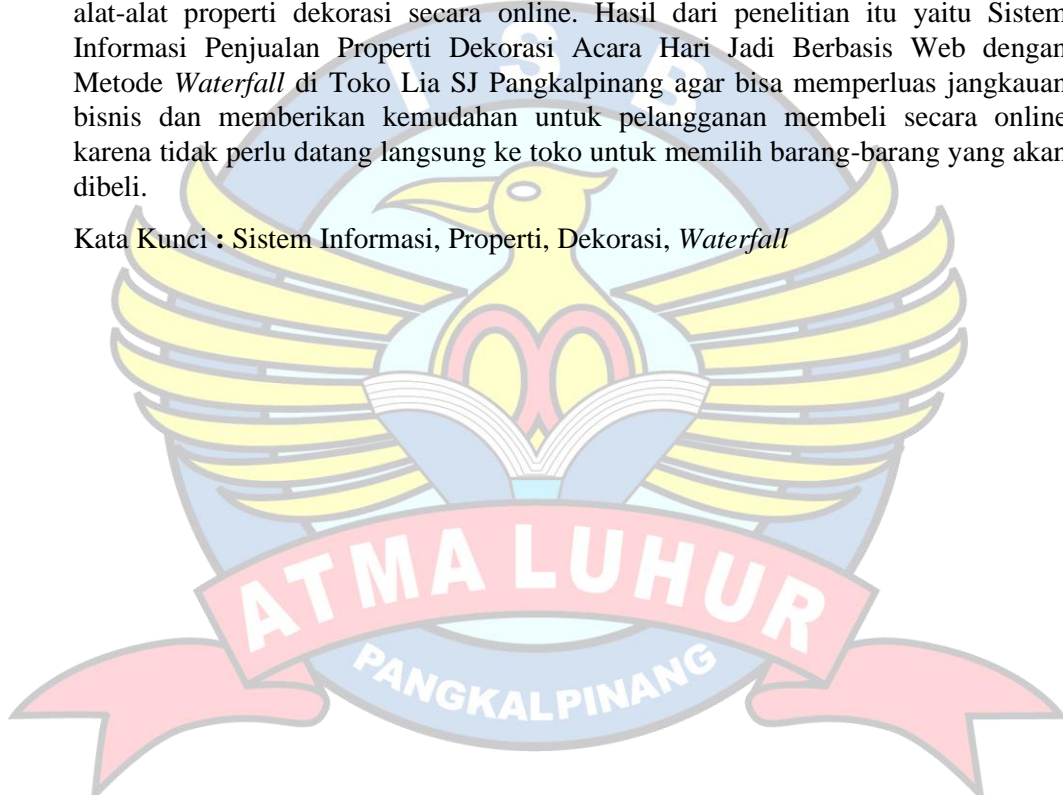 alat-alat properti dekorasi secara online. Hasil dari penelitian itu yaitu Sistem
Informasi Penjualan Properti Dekorasi Acara Hari Jadi Berbasis Web dengan
Metode Waterfall di Toko Lia SJ Pangkalpinang agar bisa memperluas jangkauan
bisnis dan memberikan kemudahan untuk pelangganan membeli secara online
karena tidak perlu datang langsung ke toko untuk memilih barang-barang yang akan
dibeli.
Kata Kunci : Sistem Informasi, Properti, Dekorasi, Waterfall
I S B
ATMA LUHUR
PANGKALPINANG